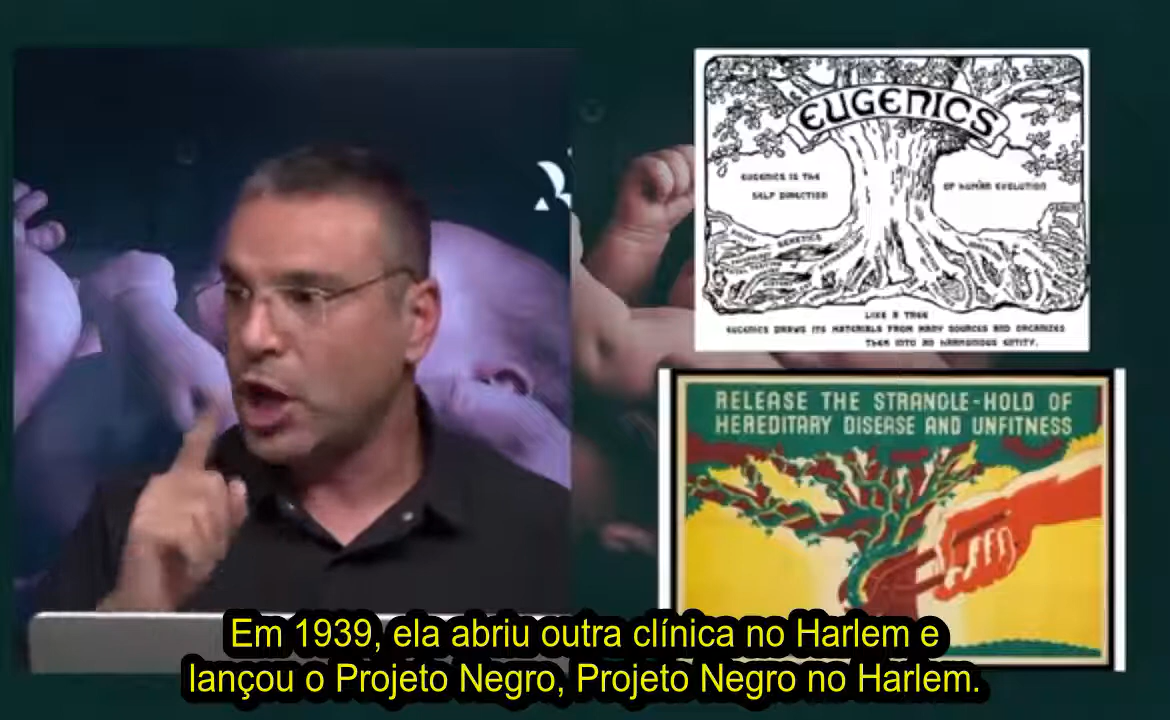 EUGENICS
EUGENICS IS THE
SELF DIRECTION
OF HUMAN EVOLUTION
GENETICS
LIKE A TREE
EUGENICS DRAWS ITS MATERIALS FROM MANY SOURCES AND ORGANIZES
THEM INTO AN HARMONIOUS ENTITY.
RELEASE THE STRANGLE-HOLD OF
HEREDITARY DISEASE AND UNFITNESS
Em 1939, ela abriu outra clínica no Harlem e
lançou o Projeto Negro, Projeto Negro no Harlem.